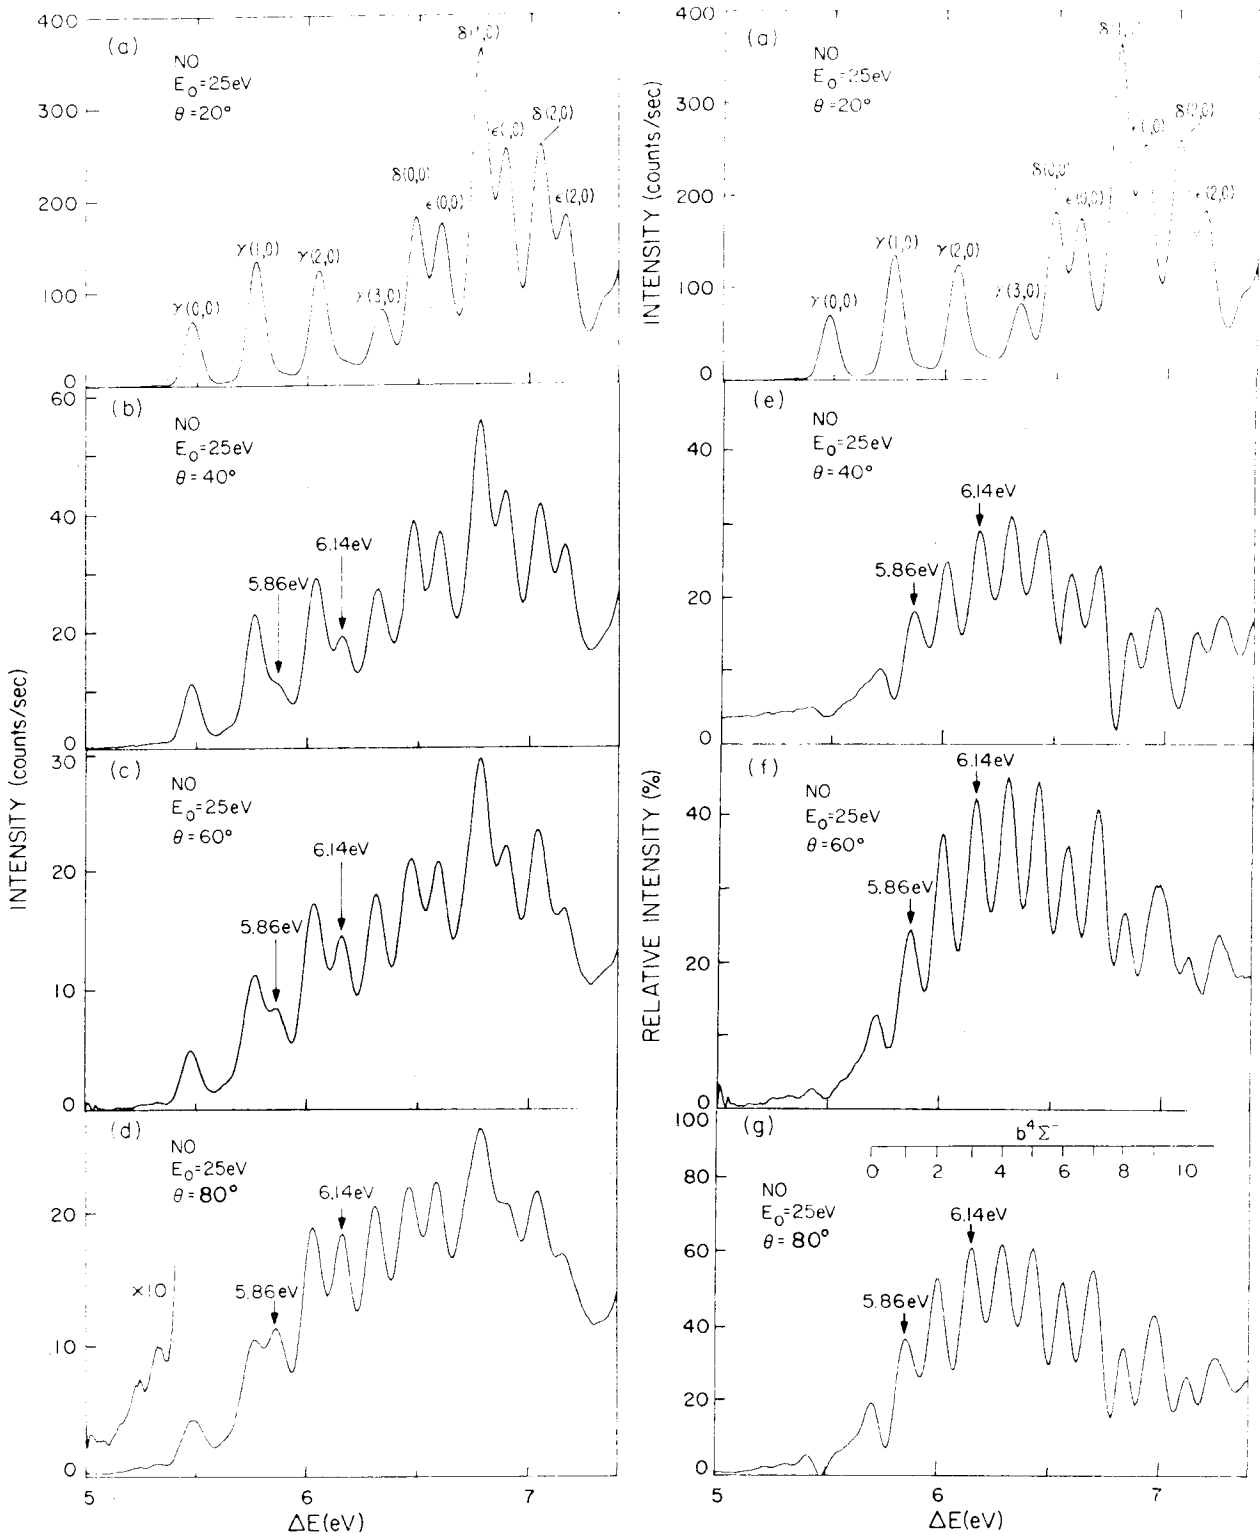 400
(a)
NO
E₀=25eV
θ=20°
300
200
100
0
γ(0,0)
γ(1,0)
γ(2,0)
γ(3,0)
δ(0,0)
ε(0,0)
δ(1,0)
ε(1,0)
δ(2,0)
ε(2,0)
60
(b)
NO
E₀=25eV
θ=40°
40
20
0
5.86eV
6.14eV
30
(c)
NO
E₀=25eV
θ=60°
20
10
0
5.86eV
6.14eV
(d)
NO
E₀=25eV
θ=80°
20
10
0
×10
5.86eV
6.14eV
5
6
7
ΔE(eV)
INTENSITY (counts/sec)
400
(a)
NO
E₀=25eV
θ=20°
300
200
100
0
INTENSITY (counts/sec)
γ(0,0)
γ(1,0)
γ(2,0)
γ(3,0)
ε(0,0)
δ(2,0)
ε(2,0)
(e)
NO
E₀=25eV
θ=40°
40
20
0
5.86eV
6.14eV
(f)
NO
E₀=25eV
θ=60°
40
20
0
5.86eV
6.14eV
RELATIVE INTENSITY (%)
100
(g)
b⁴Σ⁻
0
2
4
6
8
10
NO
E₀=25eV
θ=80°
80
60
40
20
0
5.86eV
6.14eV
5
6
7
ΔE(eV)